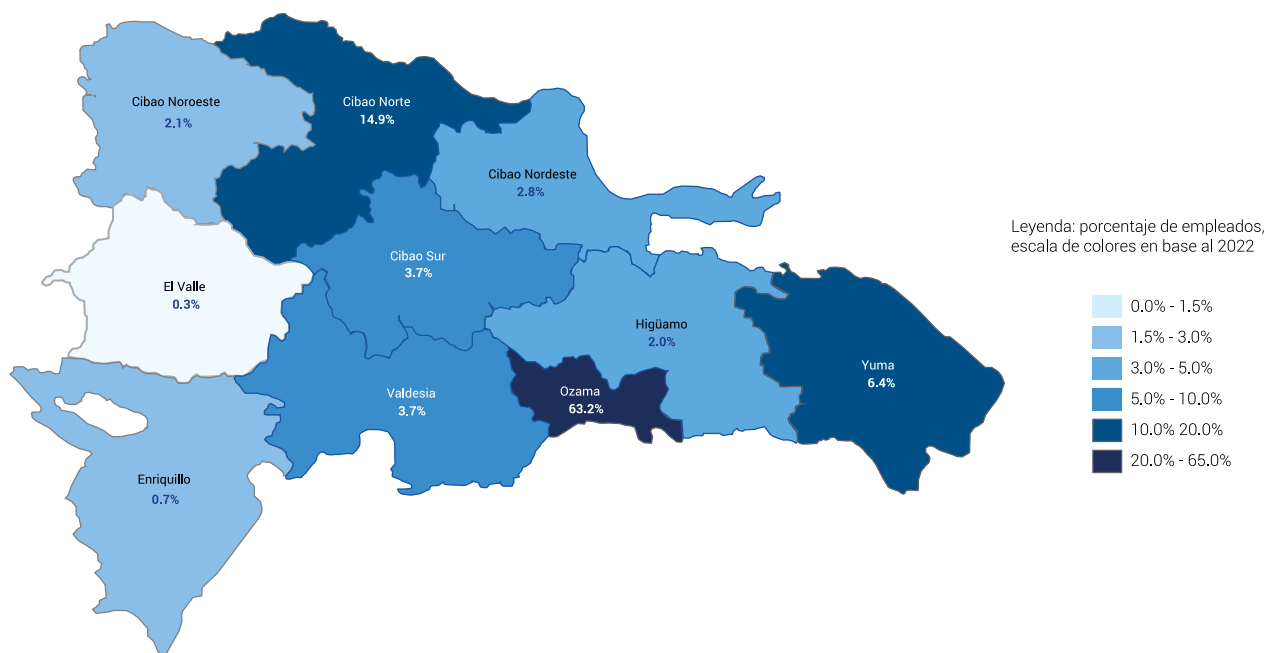 Cibao Noroeste
2.1%
Cibao Norte
14.9%
Cibao Nordeste
2.8%
Cibao Sur
3.7%
El Valle
0.3%
Higüamo
2.0%
Yuma
6.4%
Valdesia
3.7%
Ozama
63.2%
Enriquillo
0.7%
Leyenda: porcentaje de empleados,
escala de colores en base al 2022
0.0% - 1.5%
1.5% - 3.0%
3.0% - 5.0%
5.0% - 10.0%
10.0% 20.0%
20.0% - 65.0%